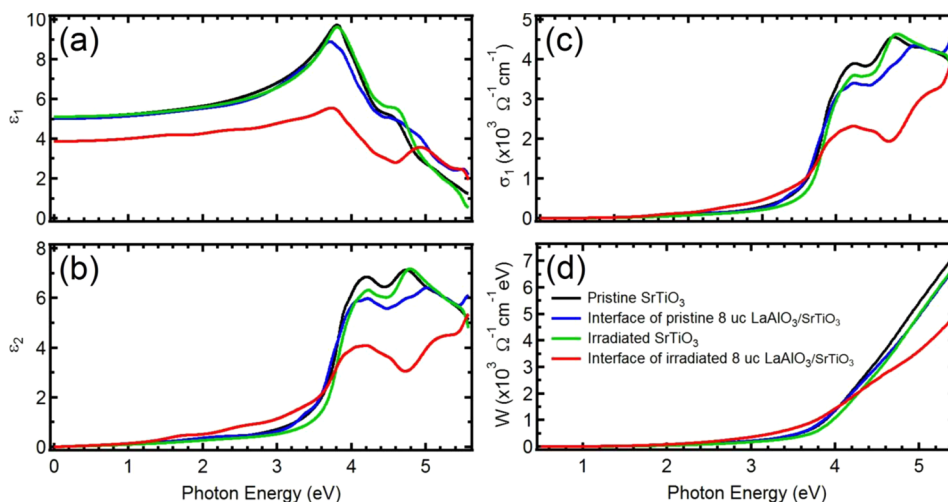 (a)
10
8
6
4
2
0
ε1
(b)
8
6
4
2
0
ε2
0 1 2 3 4 5
Photon Energy (eV)
(c)
5
4
3
2
1
0
σ1 (x10³ Ω⁻¹ cm⁻¹)
(d)
7
6
5
4
3
2
1
0
W (x10³ Ω⁻¹ cm⁻¹ eV)
Pristine SrTiO₃
Interface of pristine 8 uc LaAlO₃/SrTiO₃
Irradiated SrTiO₃
Interface of irradiated 8 uc LaAlO₃/SrTiO₃
1 2 3 4 5
Photon Energy (eV)